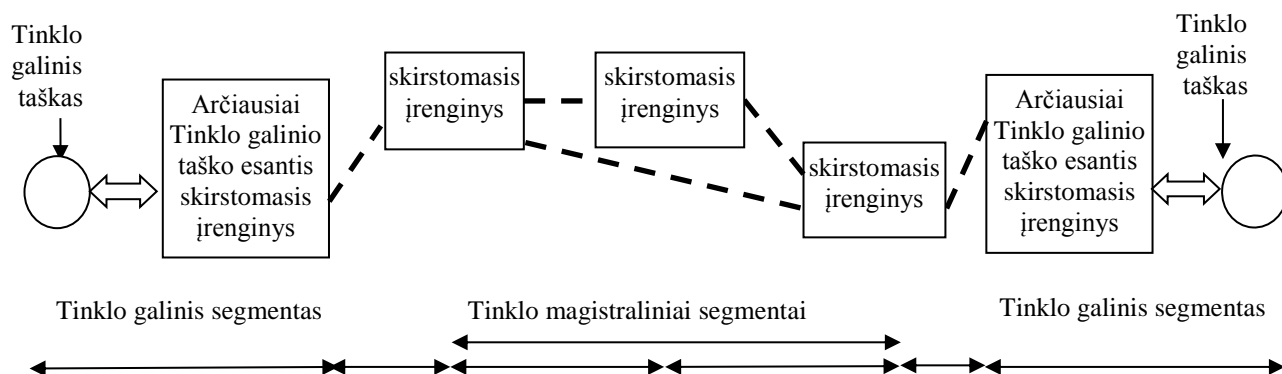 Tinklo
galinis
taškas
Arčiausiai
Tinklo galinio
taško esantis
skirstomasis
įrenginys
skirstomasis
įrenginys
skirstomasis
įrenginys
skirstomasis
įrenginys
Arčiausiai
Tinklo galinio
taško esantis
skirstomasis
įrenginys
Tinklo
galinis
taškas
Tinklo galinis segmentas
Tinklo magistraliniai segmentai
Tinklo galinis segmentas